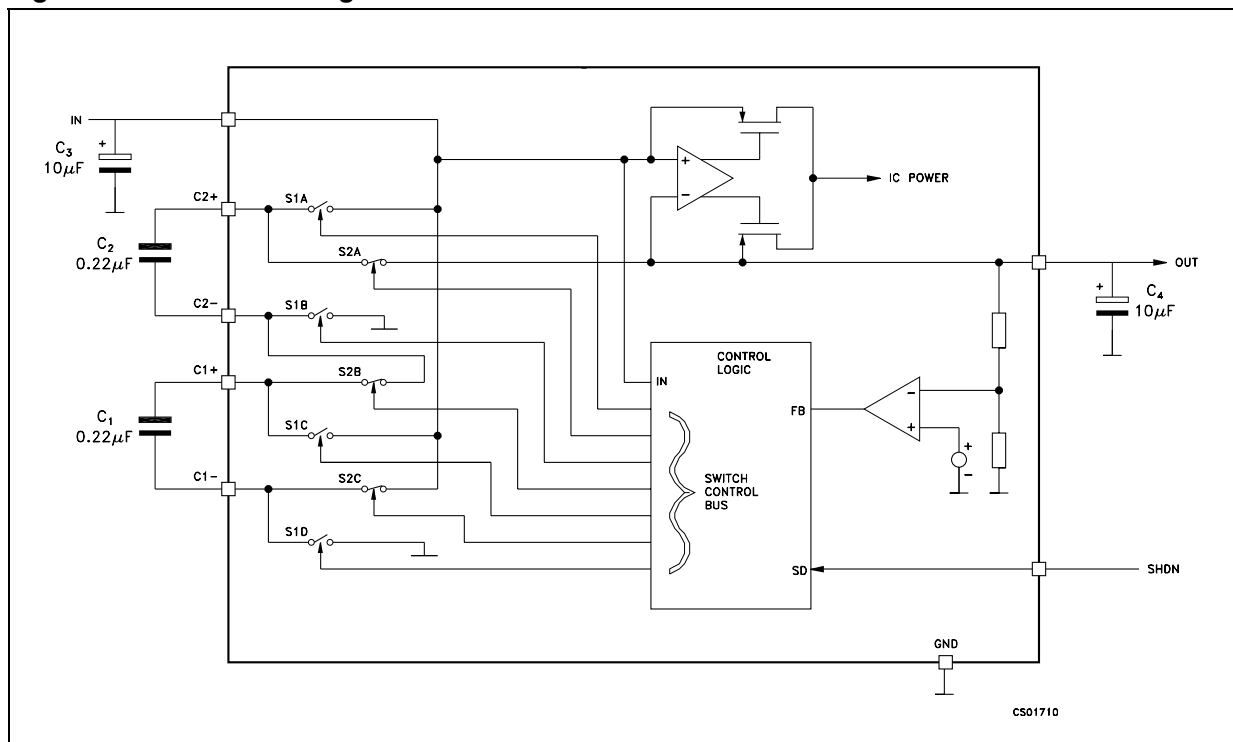 IN
C3
+
10µF
C2+
S1A
C2
0.22µF
S2A
C2-
S1B
C1+
S2B
C1
0.22µF
S1C
C1-
S2C
S1D
+
-
IC POWER
OUT
+
C4
10µF
CONTROL
LOGIC
IN
FB
-
+
+
-
SWITCH
CONTROL
BUS
SD
SHDN
GND
CS01710